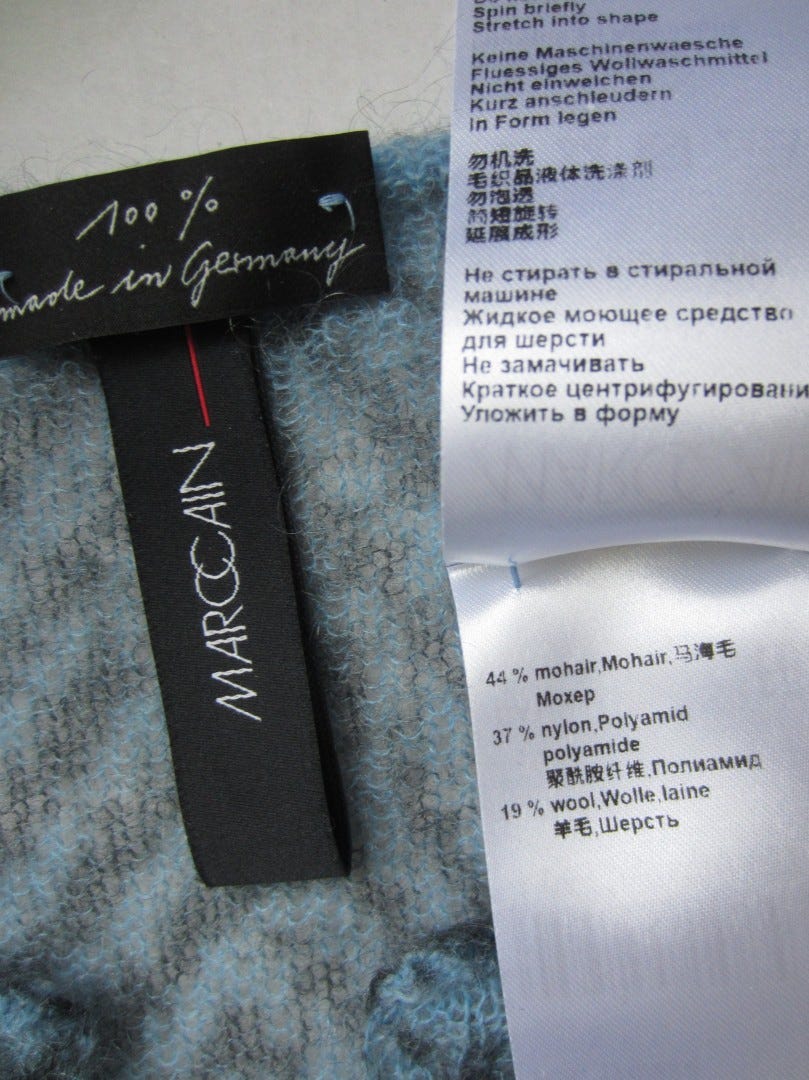 100 %
made in Germany
MARCCAIN
Spin briefly
Stretch into shape
Keine Maschinenwaesche
Fluessiges Wollwaschmittel
Nicht einweichen
Kurz anschleudern
In Form legen
勿机洗
毛织品液体洗涤剂
勿泡透
简短旋转
延展成形
Не стирать в стиральной
машине
Жидкое моющее средство
для шерсти
Не замачивать
Краткое центрифугировани
Уложить в форму
44 % mohair,Mohair,马海毛
Мохер
37 % nylon,Polyamid
polyamide
聚酰胺纤维,Полиамид
19 % wool,Wolle,laine
羊毛,Шерсть